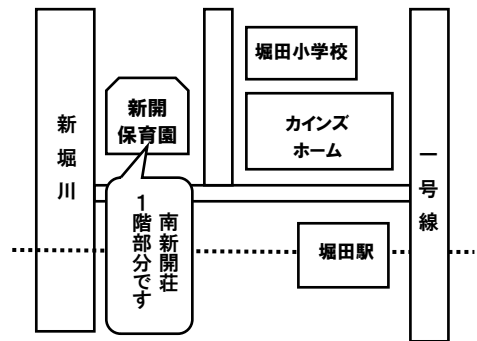 新堀川
新開
保育園
南新開荘
1階部分です
堀田小学校
カインズ
ホーム
堀田駅
一号線